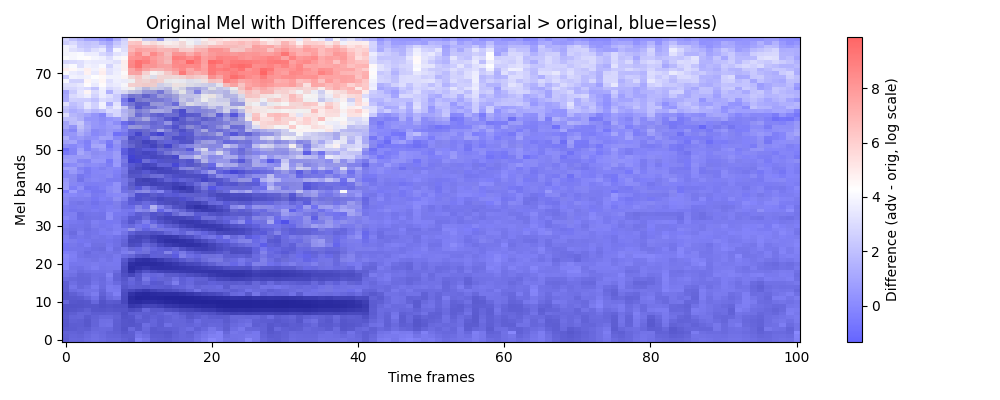 Original Mel with Differences (red=adversarial > original, blue=less)
Mel bands
70
60
50
40
30
20
10
0
0 20 40 60 80 100
Time frames
8
6
4
2
0
Difference (adv - orig, log scale)